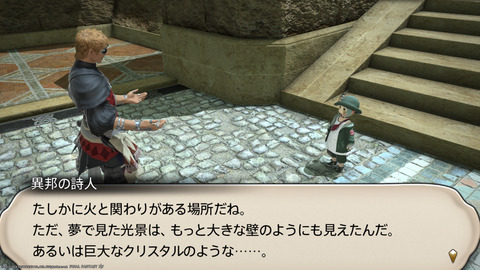 異邦の詩人
たしかに火と関わりがある場所だね。
ただ、夢で見た光景は、もっと大きな壁のようにも見えたんだ。
あるいは巨大なクリスタルのような……。